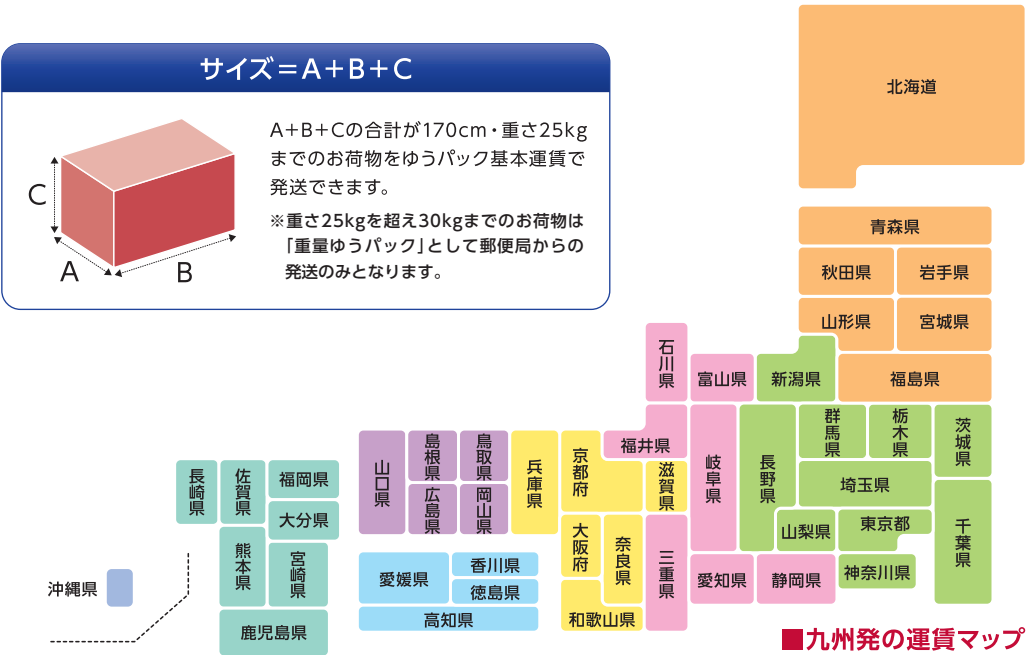 サイズ＝A＋B＋C
A＋B＋Cの合計が170cm・重さ25kg
までのお荷物をゆうパック基本運賃で
発送できます。
※重さ25kgを超え30kgまでのお荷物は
「重量ゆうパック」として郵便局からの
発送のみとなります。
C
A
B
北海道
青森県
秋田県
岩手県
山形県
宮城県
福島県
石川県
富山県
新潟県
福井県
岐阜県
長野県
群馬県
栃木県
茨城県
埼玉県
山梨県
東京都
千葉県
神奈川県
愛知県
静岡県
三重県
滋賀県
京都府
兵庫県
大阪府
奈良県
和歌山県
山口県
島根県
鳥取県
広島県
岡山県
愛媛県
香川県
徳島県
高知県
長崎県
佐賀県
福岡県
大分県
熊本県
宮崎県
鹿児島県
沖縄県
■九州発の運賃マップ